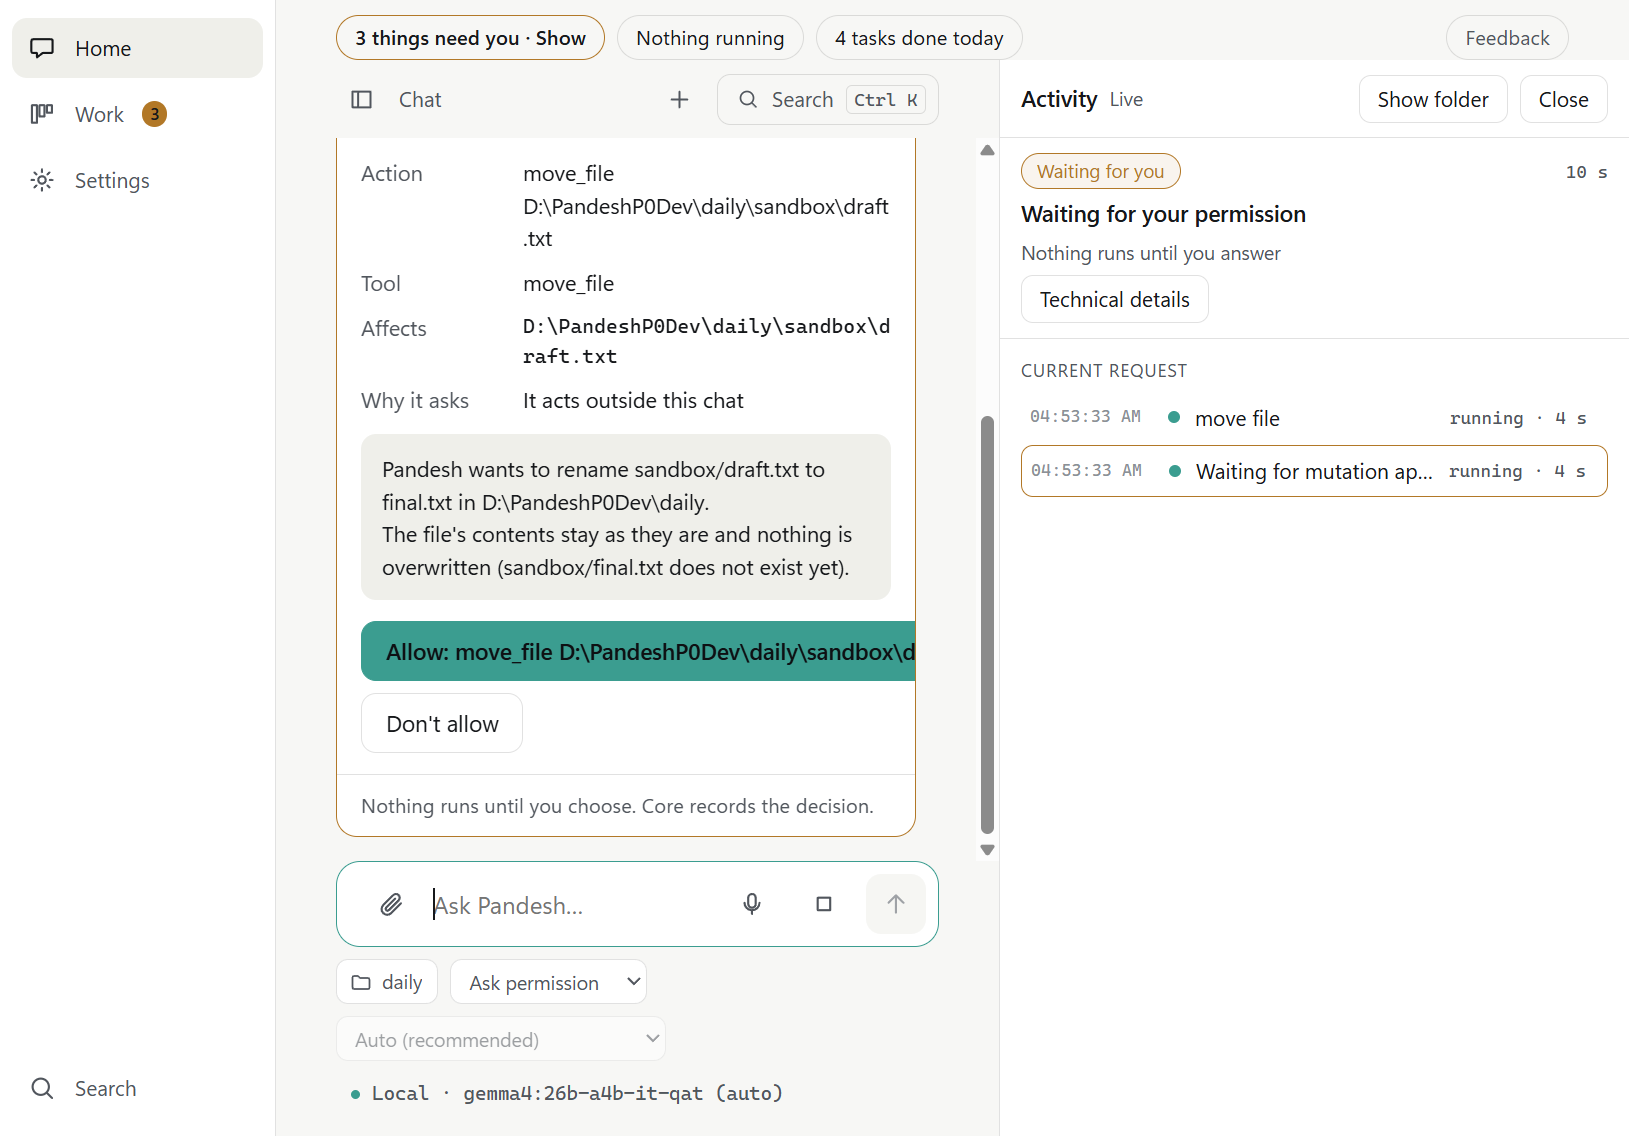 Home
Work 3
Settings
Search
3 things need you · Show
Nothing running
4 tasks done today
Feedback
Chat
Search Ctrl K
Action
move_file
D:\PandeshP0Dev\daily\sandbox\draft
.txt
Tool
move_file
Affects
D:\PandeshP0Dev\daily\sandbox\d
raft.txt
Why it asks
It acts outside this chat
Pandesh wants to rename sandbox/draft.txt to
final.txt in D:\PandeshP0Dev\daily.
The file's contents stay as they are and nothing is
overwritten (sandbox/final.txt does not exist yet).
Allow: move_file D:\PandeshP0Dev\daily\sandbox\d
Don't allow
Nothing runs until you choose. Core records the decision.
Ask Pandesh...
daily
Ask permission
Auto (recommended)
Local · gemma4:26b-a4b-it-qat (auto)
Activity Live
Show folder
Close
Waiting for you
10 s
Waiting for your permission
Nothing runs until you answer
Technical details
CURRENT REQUEST
04:53:33 AM move file running · 4 s
04:53:33 AM Waiting for mutation ap... running · 4 s